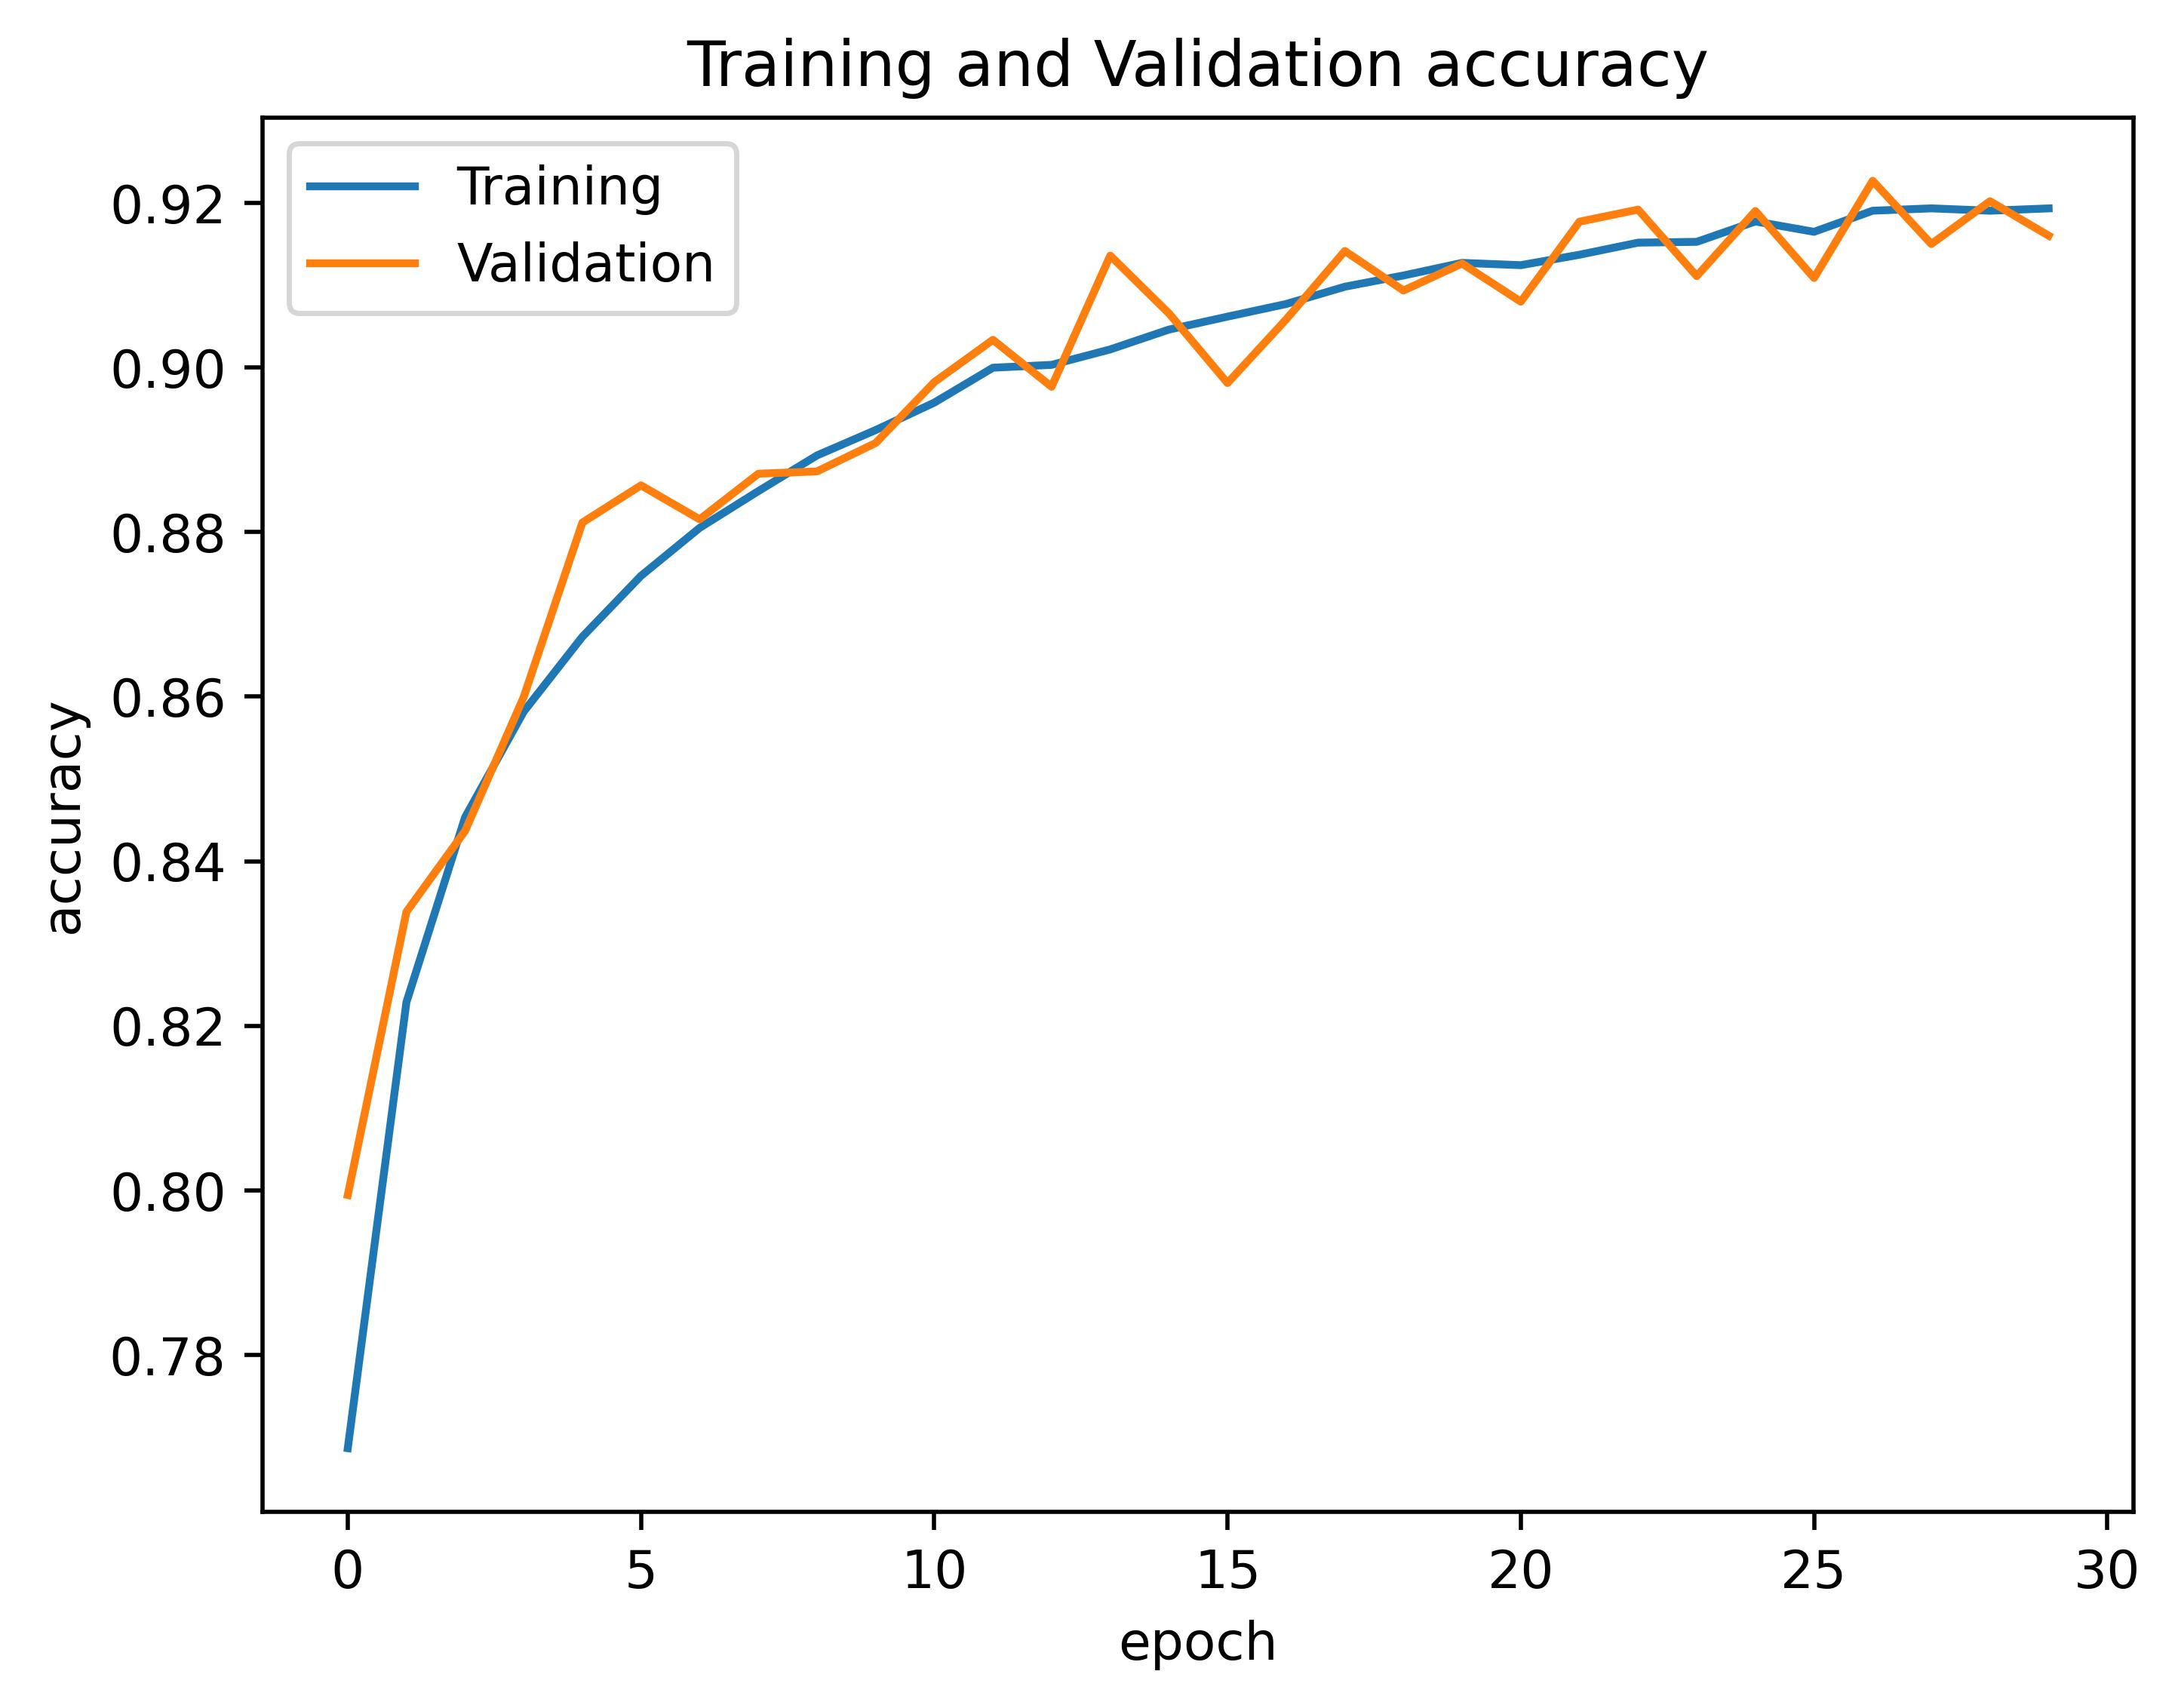 Training and Validation accuracy
Training
Validation
0.92
0.90
0.88
0.86
0.84
0.82
0.80
0.78
accuracy
0 5 10 15 20 25 30
epoch